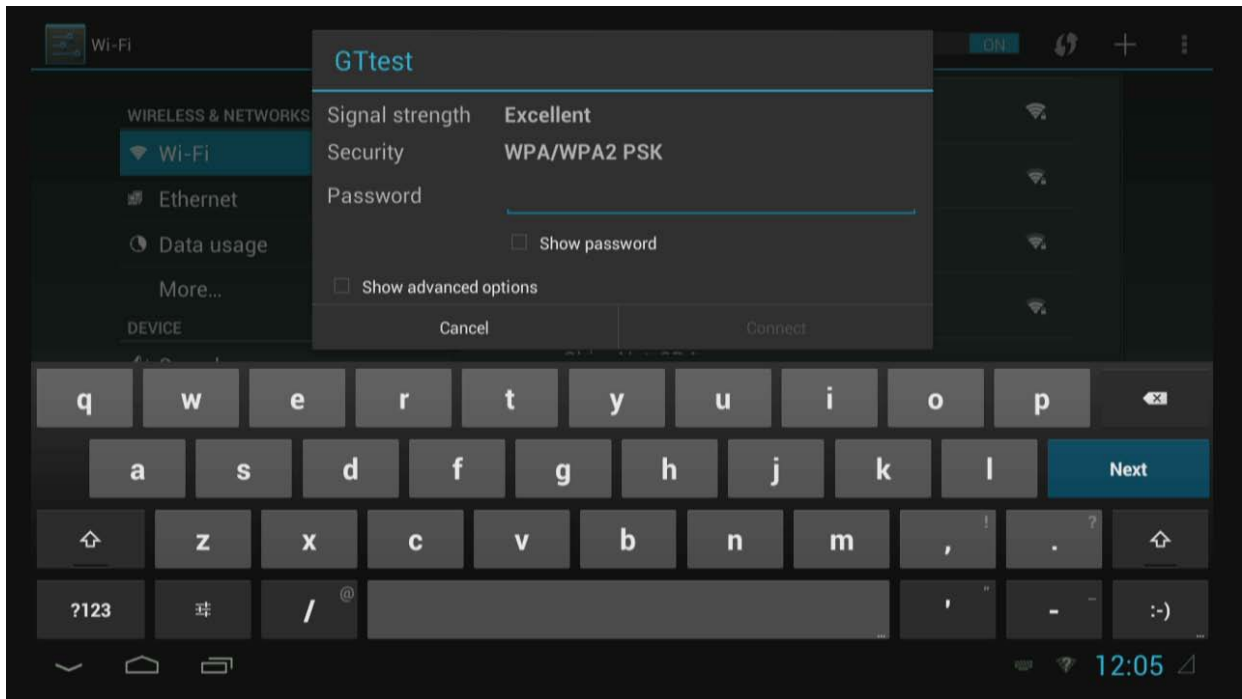 Wi-Fi
ON
GTtest
WIRELESS & NETWORKS
Signal strength Excellent
Wi-Fi
Security WPA/WPA2 PSK
Ethernet
Password
Data usage
Show password
More...
Show advanced options
DEVICE
Cancel Connect
q w e r t y u i o p
a s d f g h j k l Next
z x c v b n m , ! . ?
?123 / @ ' " - _ :-)
12:05